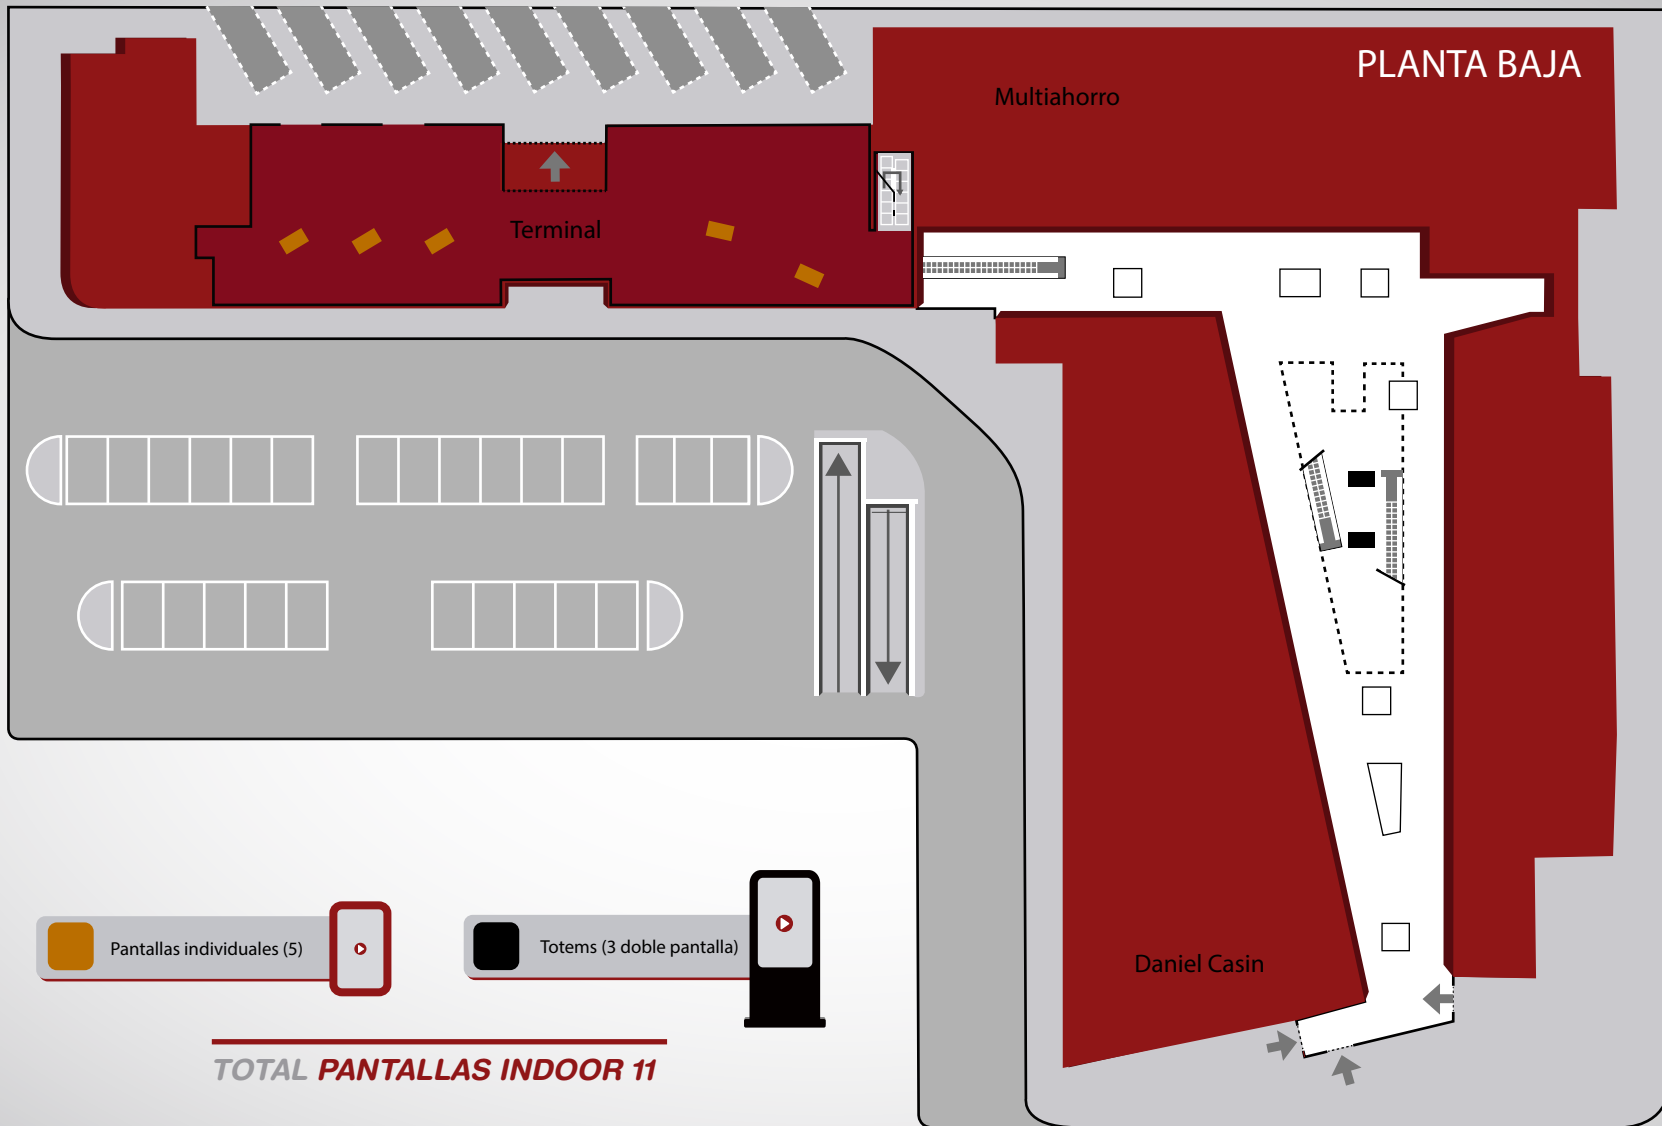 PLANTA BAJA
Multiahorro
Terminal
Daniel Casin
Pantallas individuales (5)
Totems (3 doble pantalla)
TOTAL PANTALLAS INDOOR 11